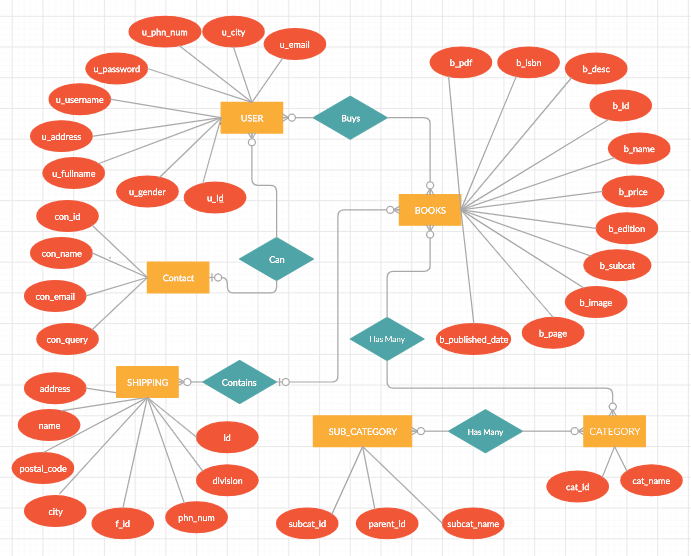 u_phn_num
u_city
u_email
u_password
u_username
u_address
u_fullname
u_gender
u_id
USER
Buys
b_pdf
b_lsbn
b_desc
b_id
b_name
b_price
b_edition
b_subcat
b_image
b_page
b_published_date
BOOKS
con_id
con_name
con_email
con_query
Contact
Can
Has Many
SHIPPING
Contains
address
name
postal_code
city
f_id
phn_num
division
id
SUB_CATEGORY
Has Many
CATEGORY
cat_id
cat_name
subcat_id
parent_id
subcat_name